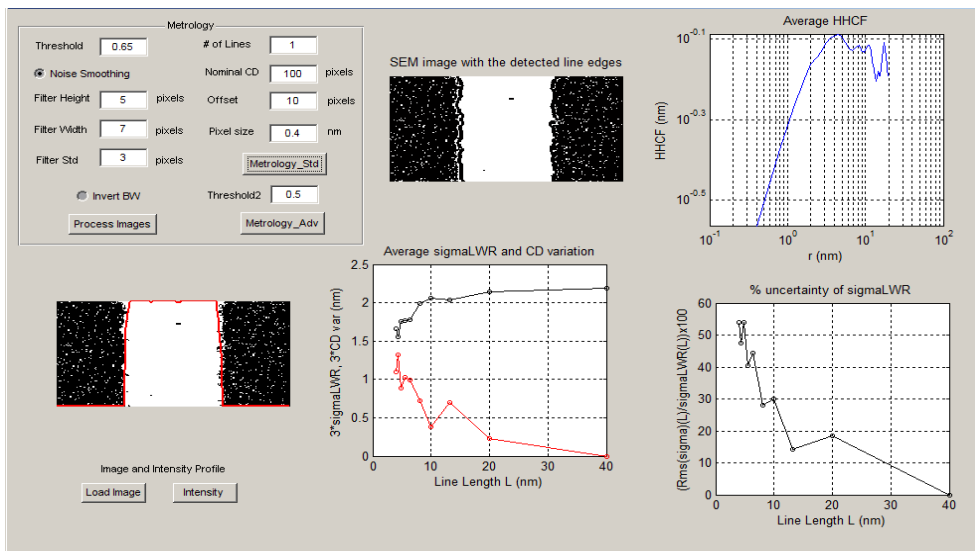 Metrology
Threshold 0.65
# of Lines 1
Noise Smoothing
Nominal CD 100 pixels
Filter Height 5 pixels
Offset 10 pixels
Filter Width 7 pixels
Pixel size 0.4 nm
Filter Std 3 pixels
Metrology_Std
Invert BW
Threshold2 0.5
Process Images
Metrology_Adv
SEM image with the detected line edges
Average HHCF
HHCF
10^-0.1
10^-0.3
10^-0.5
10^-1 10^0 10^1 10^2
r (nm)
Image and Intensity Profile
Load Image
Intensity
Average sigmaLWR and CD variation
3*sigmaLWR, 3*CD var (nm)
2.5
2
1.5
1
0.5
0
0 10 20 30 40
Line Length L (nm)
% uncertainty of sigmaLWR
(Rms(sigma)(L)/sigmaLWR(L))x100
60
50
40
30
20
10
0
0 10 20 30 40
Line Length L (nm)